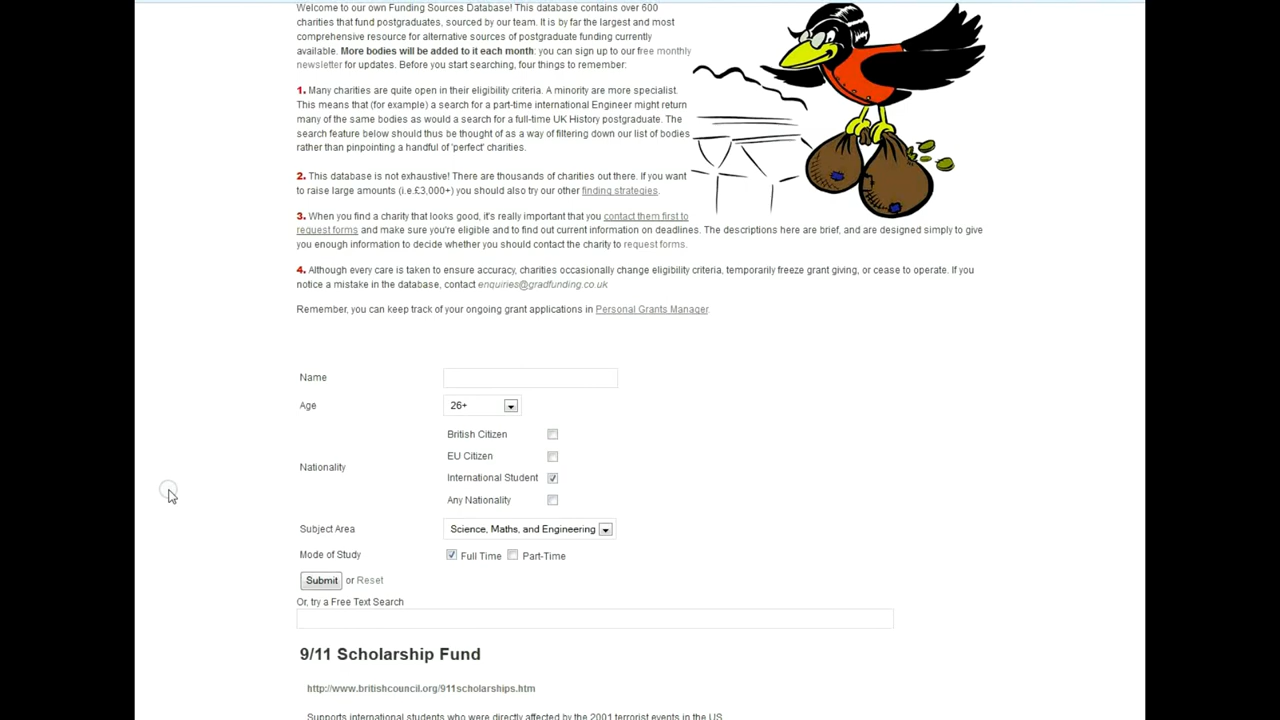 Welcome to our own Funding Sources Database! This database contains over 600
charities that fund postgraduates, sourced by our team. It is by far the largest and most
comprehensive resource for alternative sources of postgraduate funding currently
available. More bodies will be added to it each month: you can sign up to our free monthly
newsletter for updates. Before you start searching, four things to remember:
1. Many charities are quite open in their eligibility criteria. A minority are more specialist.
This means that (for example) a search for a part-time international Engineer might return
many of the same bodies as would a search for a full-time UK History postgraduate. The
search feature below should thus be thought of as a way of filtering down our list of bodies
rather than pinpointing a handful of 'perfect' charities.
2. This database is not exhaustive! There are thousands of charities out there. If you want
to raise large amounts (i.e.£3,000+) you should also try our other finding strategies.
3. When you find a charity that looks good, it's really important that you contact them first to
request forms and make sure you're eligible and to find out current information on deadlines. The descriptions here are brief, and are designed simply to give
you enough information to decide whether you should contact the charity to request forms.
4. Although every care is taken to ensure accuracy, charities occasionally change eligibility criteria, temporarily freeze grant giving, or cease to operate. If you
notice a mistake in the database, contact enquiries@gradfunding.co.uk
Remember, you can keep track of your ongoing grant applications in Personal Grants Manager.
Name
Age 26+
British Citizen
EU Citizen
Nationality
International Student
Any Nationality
Subject Area Science, Maths, and Engineering
Mode of Study Full Time Part-Time
Submit or Reset
Or, try a Free Text Search
9/11 Scholarship Fund
http://www.britishcouncil.org/911scholarships.htm
Supports international students who were directly affected by the 2001 terrorist events in the US.